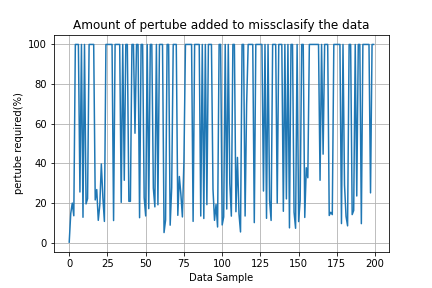 Amount of pertube added to missclasify the data
pertube required(%)
100
80
60
40
20
0
0 25 50 75 100 125 150 175 200
Data Sample